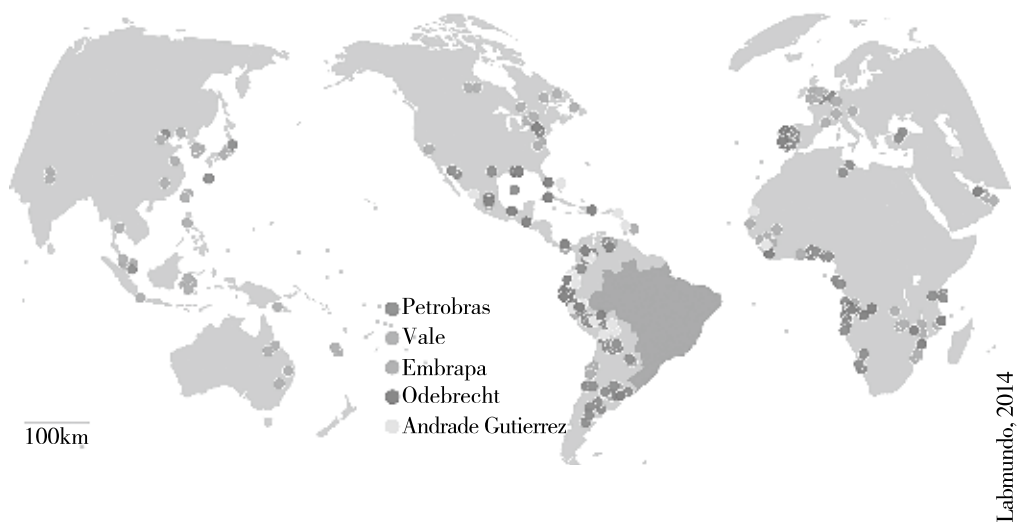 Petrobras
Vale
Embrapa
Odebrecht
Andrade Gutierrez
100km
Labmundo, 2014